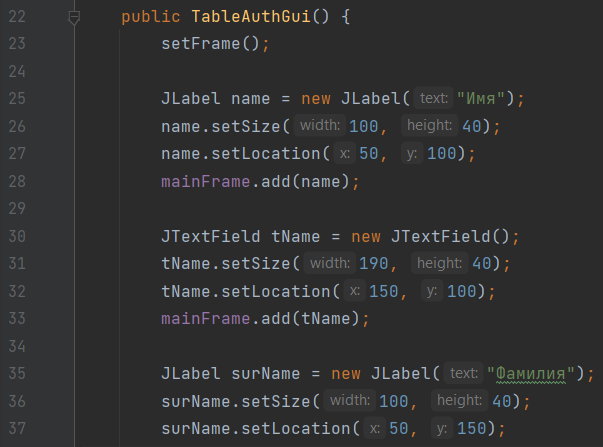 22 public TableAuthGui() {
23 setFrame();
24
25 JLabel name = new JLabel( text: "Имя");
26 name.setSize( width: 100, height: 40);
27 name.setLocation( x: 50, y: 100);
28 mainFrame.add(name);
29
30 JTextField tName = new JTextField();
31 tName.setSize( width: 190, height: 40);
32 tName.setLocation( x: 150, y: 100);
33 mainFrame.add(tName);
34
35 JLabel surName = new JLabel( text: "Фамилия");
36 surName.setSize( width: 100, height: 40);
37 surName.setLocation( x: 50, y: 150);